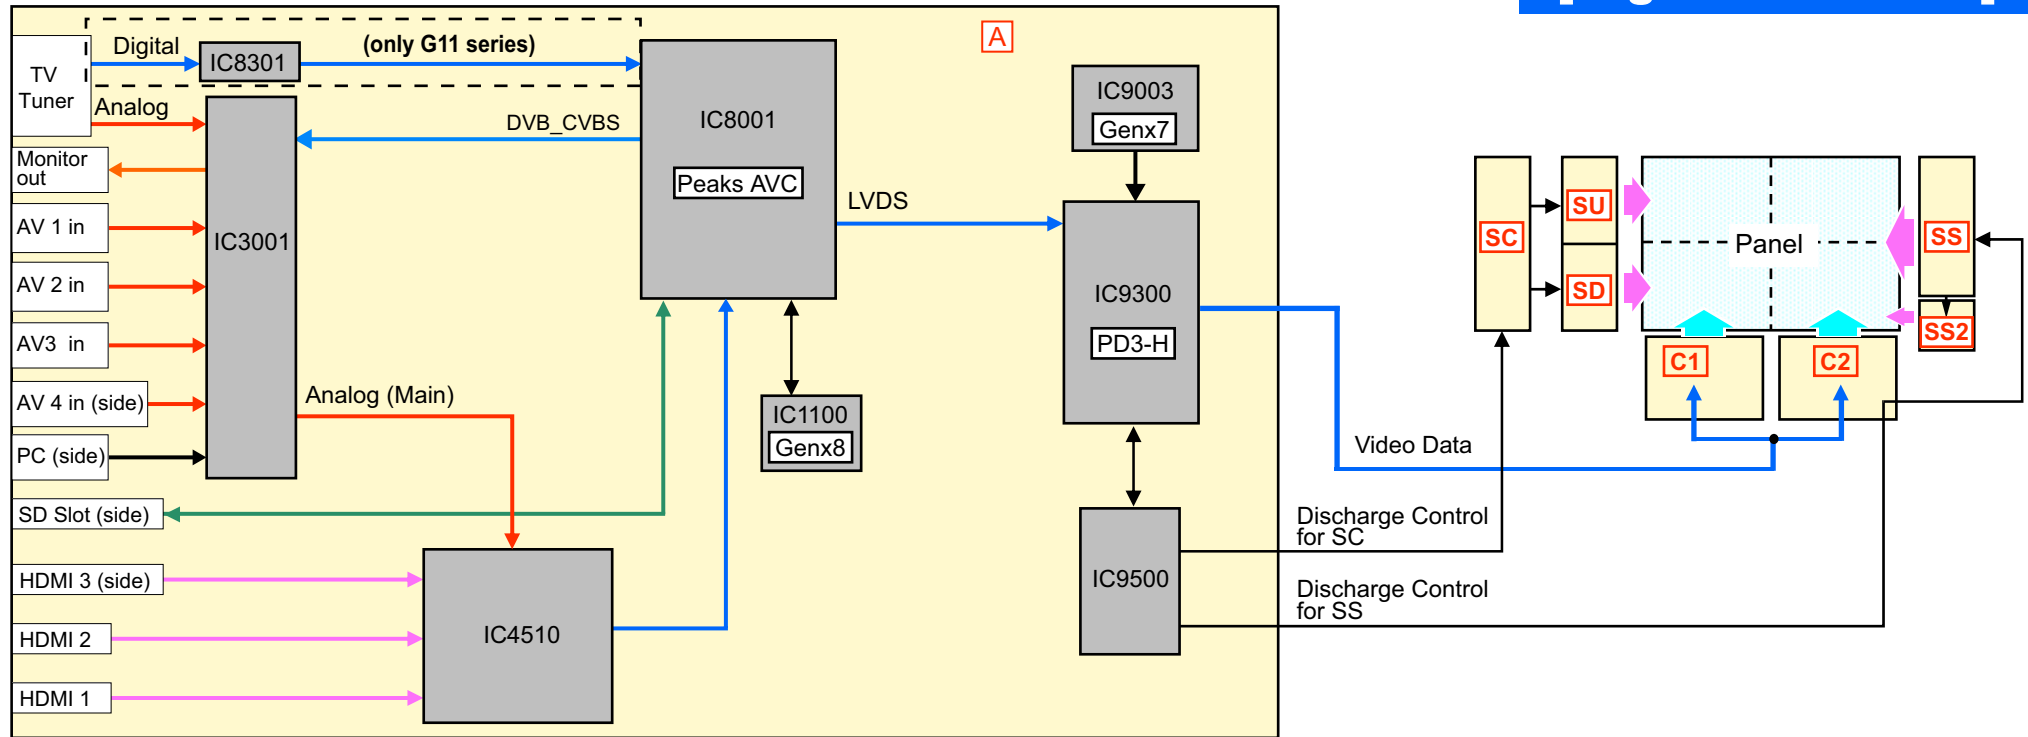 Digital
IC8301
(only G11 series)
A
TV
Tuner
Analog
IC8001
Peaks AVC
IC9003
Genx7
DVB_CVBS
Monitor
out
LVDS
AV 1 in
IC3001
AV 2 in
AV3 in
AV 4 in (side)
PC (side)
Analog (Main)
IC1100
Genx8
IC9300
PD3-H
SD Slot (side)
HDMI 3 (side)
HDMI 2
HDMI 1
IC4510
IC9500
Video Data
Discharge Control
for SC
Discharge Control
for SS
SC
SU
SD
Panel
SS
SS2
C1
C2